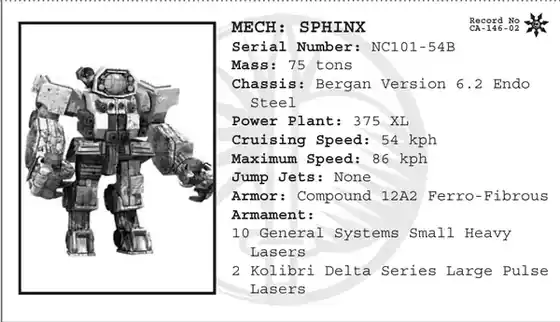 MECH: SPHINX
Record No
CA-146-02
Serial Number: NC101-54B
Mass: 75 tons
Chassis: Bergan Version 6.2 Endo
Steel
Power Plant: 375 XL
Cruising Speed: 54 kph
Maximum Speed: 86 kph
Jump Jets: None
Armor: Compound 12A2 Ferro-Fibrous
Armament:
10 General Systems Small Heavy
Lasers
2 Kolibri Delta Series Large Pulse
Lasers